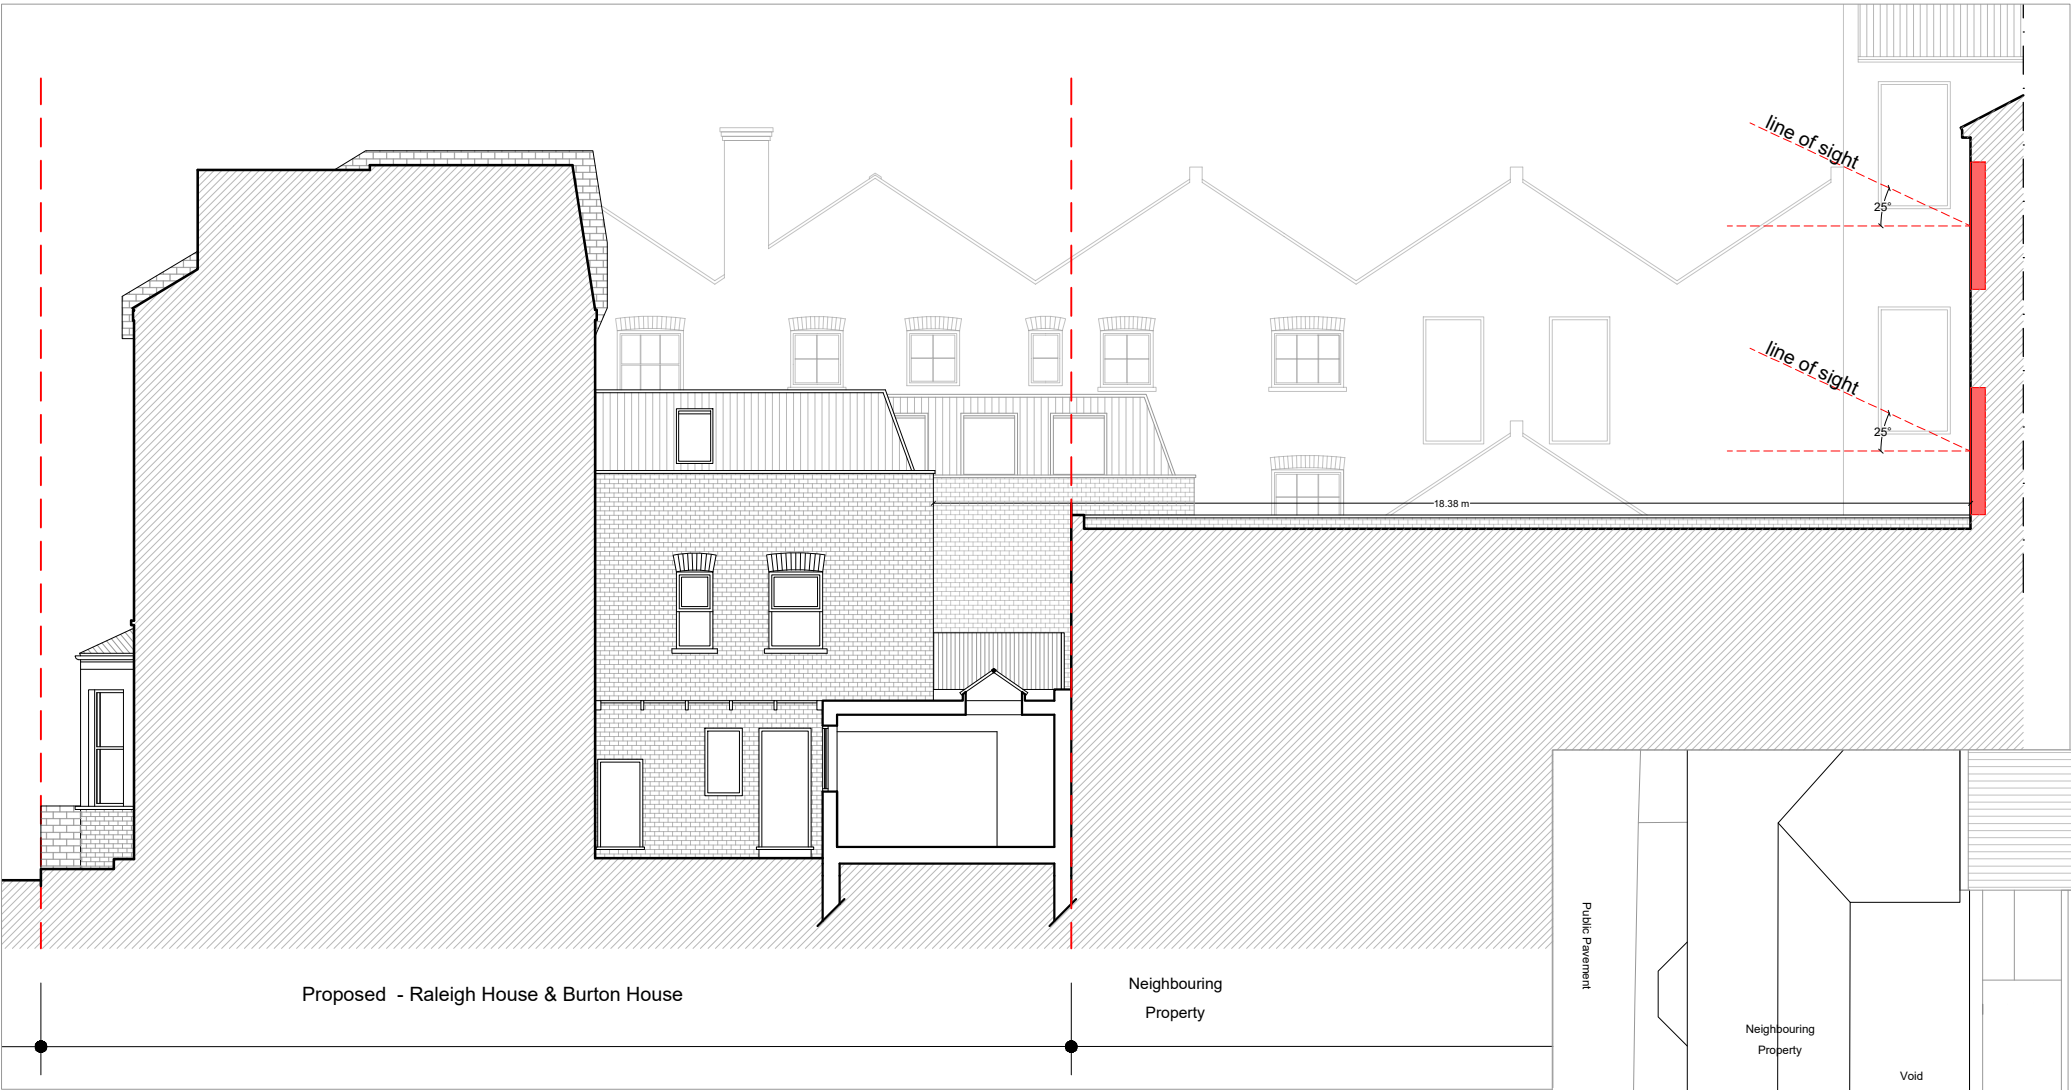 line of sight
25°
line of sight
25°
18.38 m
Proposed - Raleigh House & Burton House
Neighbouring
Property
Public Pavement
Neighbouring
Property
Void